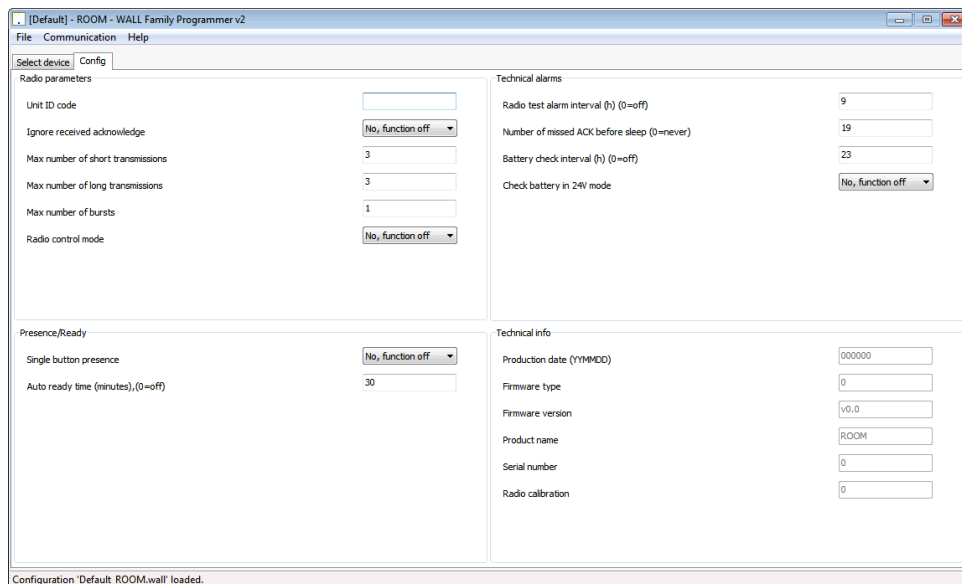 [Default] - ROOM - WALL Family Programmer v2
File Communication Help
Select device Config
Radio parameters
Unit ID code
Ignore received acknowledge No, function off
Max number of short transmissions 3
Max number of long transmissions 3
Max number of bursts 1
Radio control mode No, function off
Technical alarms
Radio test alarm interval (h) (0=off) 9
Number of missed ACK before sleep (0=never) 19
Battery check interval (h) (0=off) 23
Check battery in 24V mode No, function off
Presence/Ready
Single button presence No, function off
Auto ready time (minutes),(0=off) 30
Technical info
Production date (YYMMDD) 000000
Firmware type 0
Firmware version v0.0
Product name ROOM
Serial number 0
Radio calibration 0
Configuration 'Default_ROOM.wall' loaded.